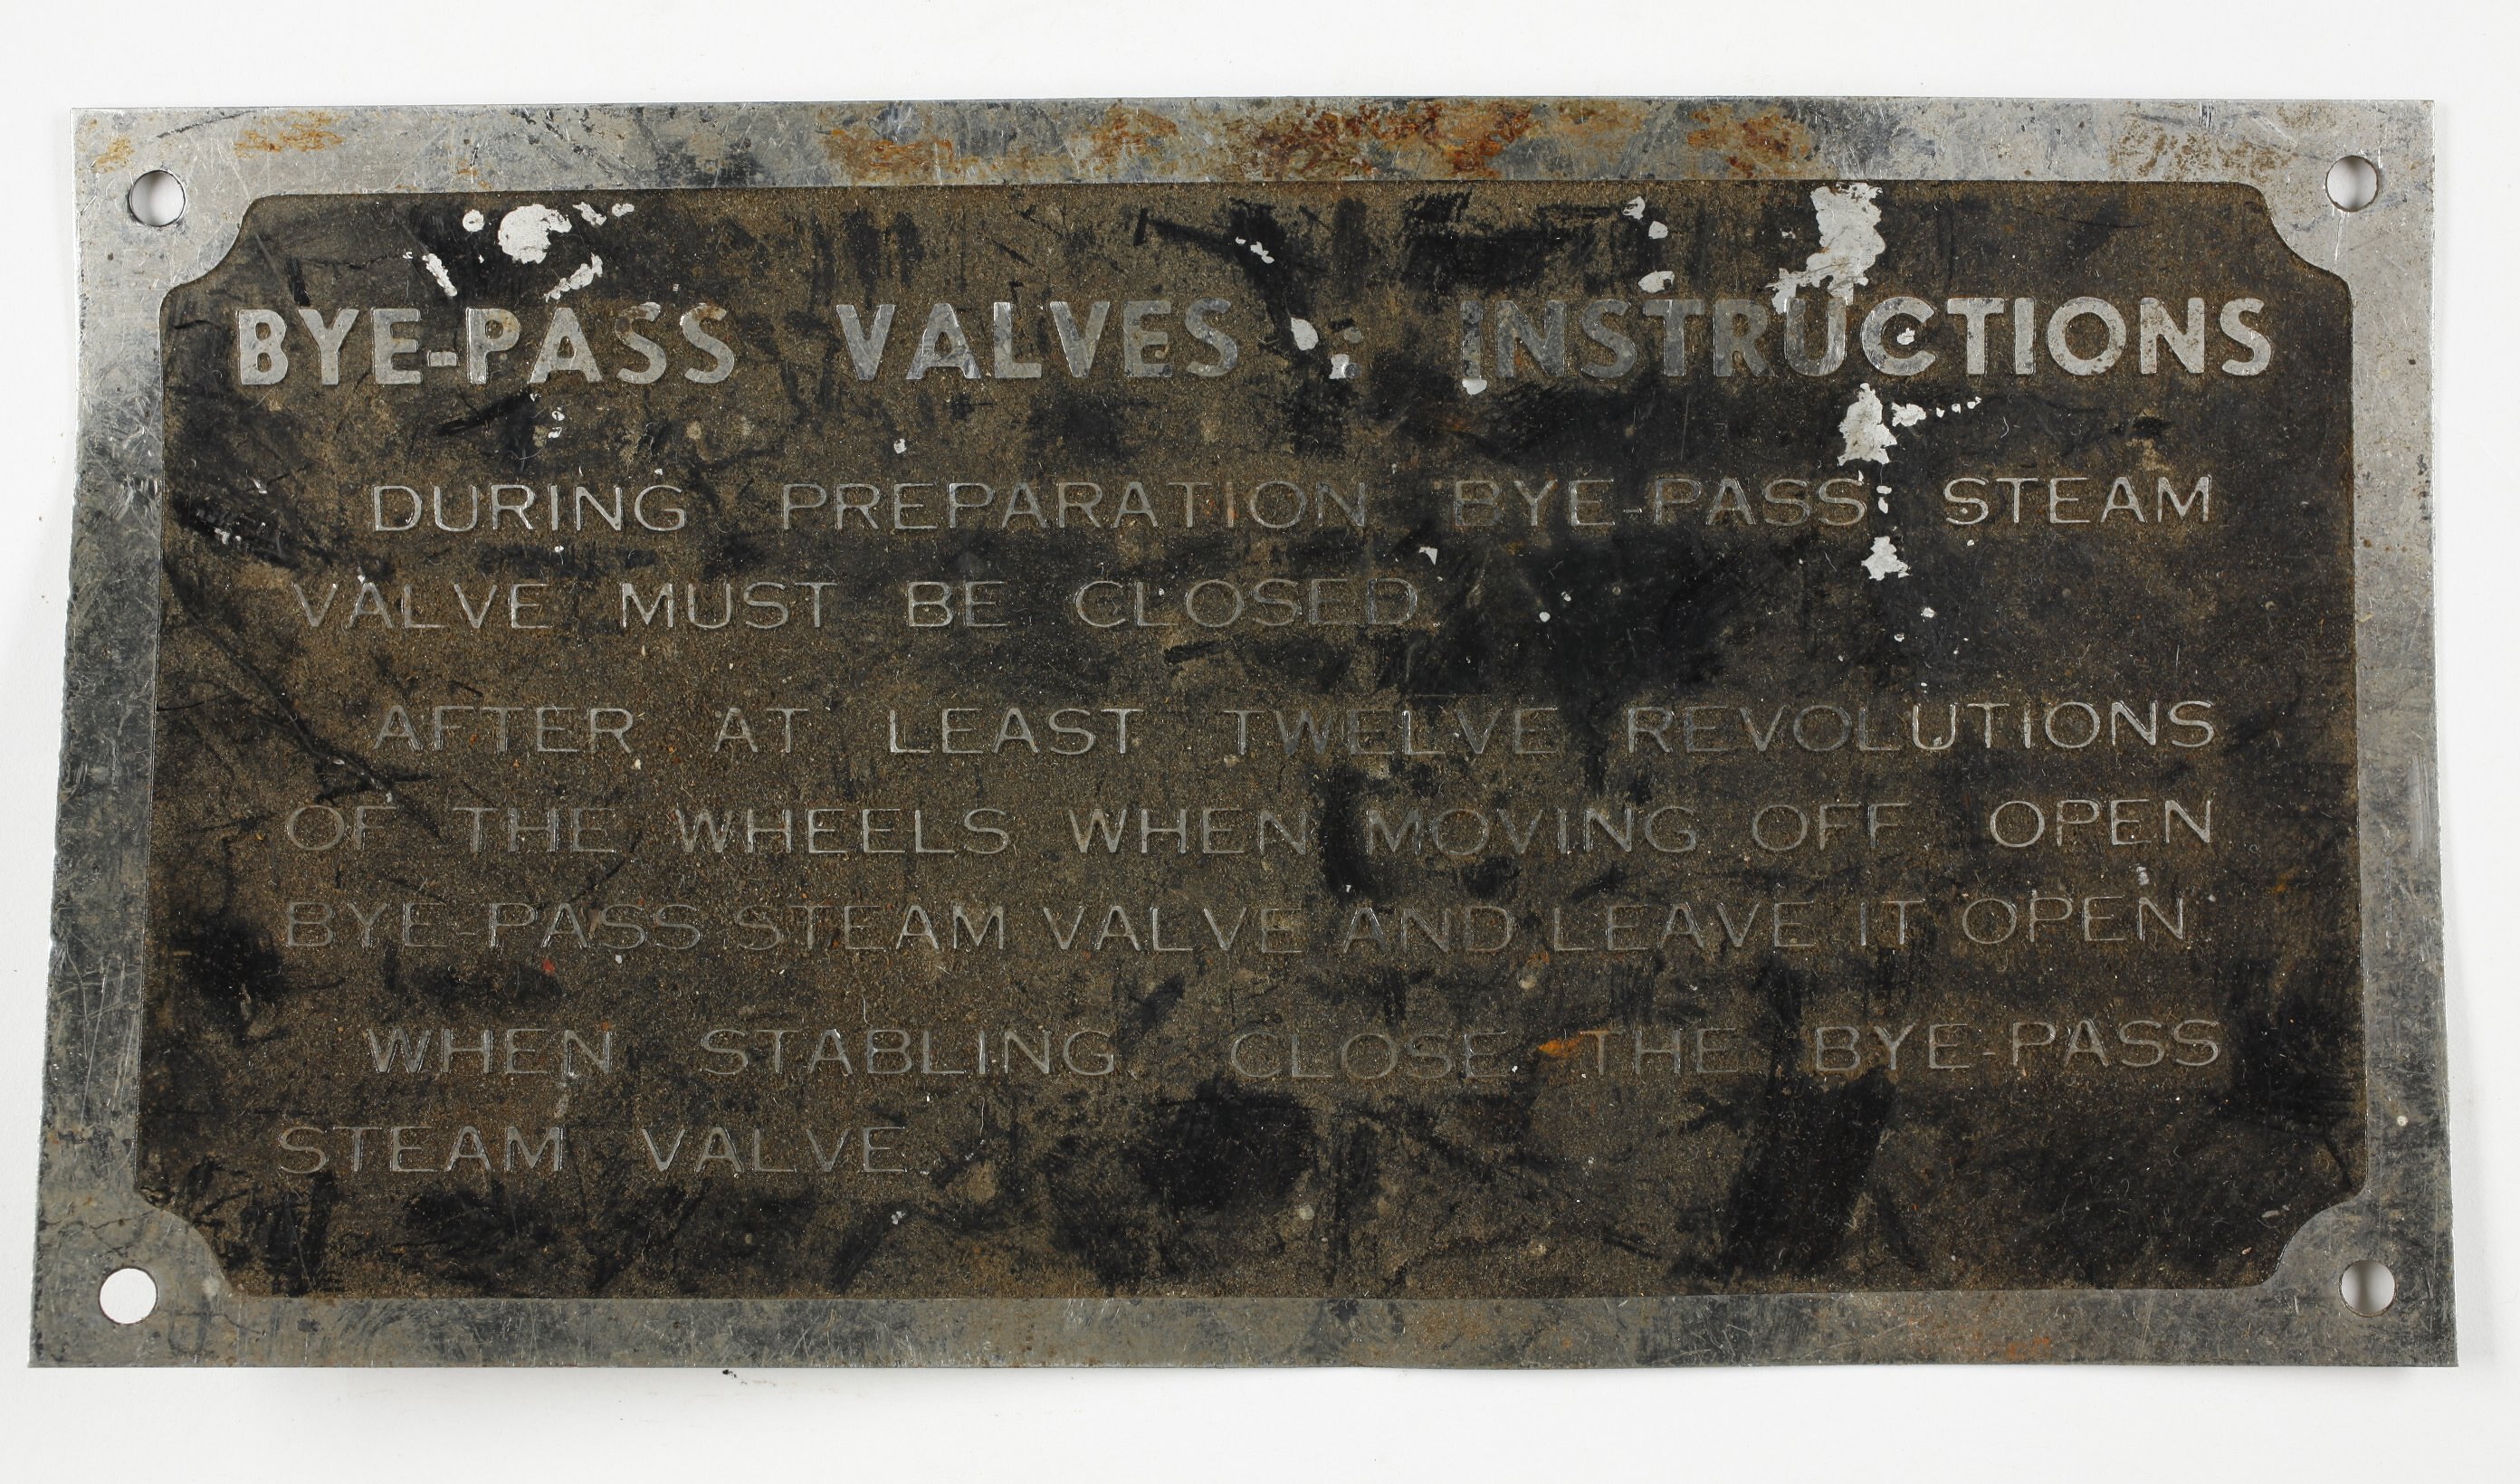 BYE-PASS VALVES : INSTRUCTIONS
DURING PREPARATION BYE-PASS STEAM
VALVE MUST BE CLOSED.
AFTER AT LEAST TWELVE REVOLUTIONS
OF THE WHEELS WHEN MOVING OFF OPEN
BYE-PASS STEAM VALVE AND LEAVE IT OPEN.
WHEN STABLING CLOSE THE BYE-PASS
STEAM VALVE.